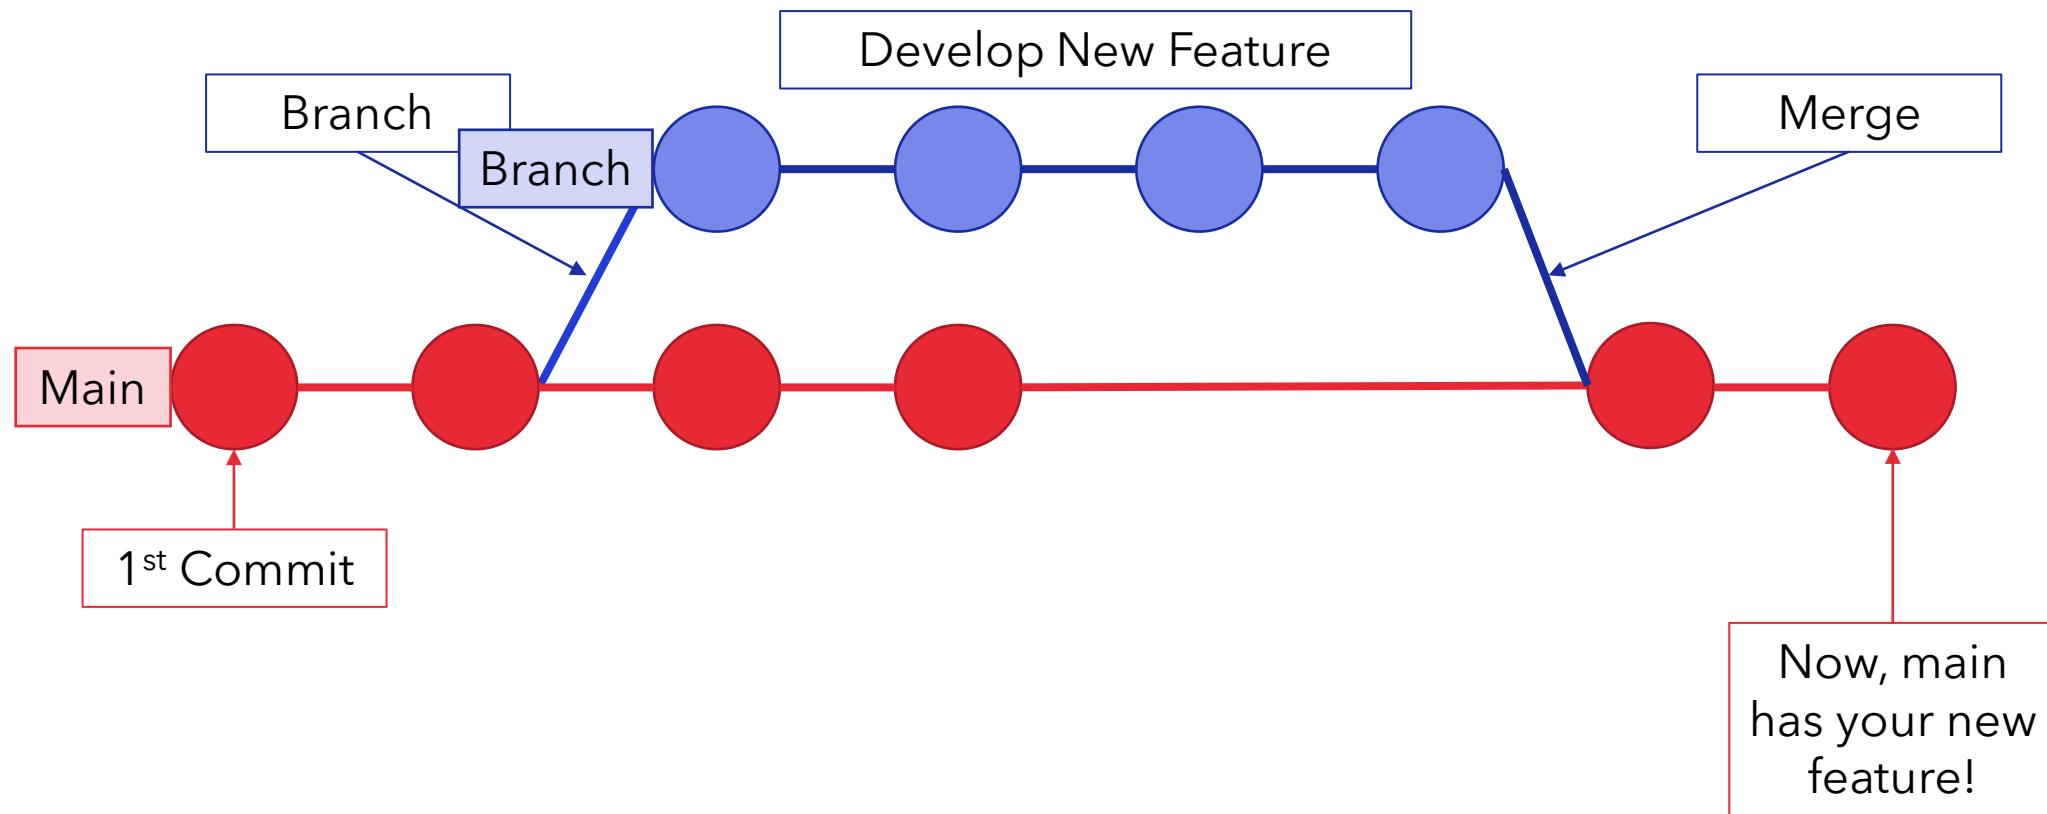 Develop New Feature
Branch
Merge
Branch
Main
1st Commit
Now, main
has your new
feature!